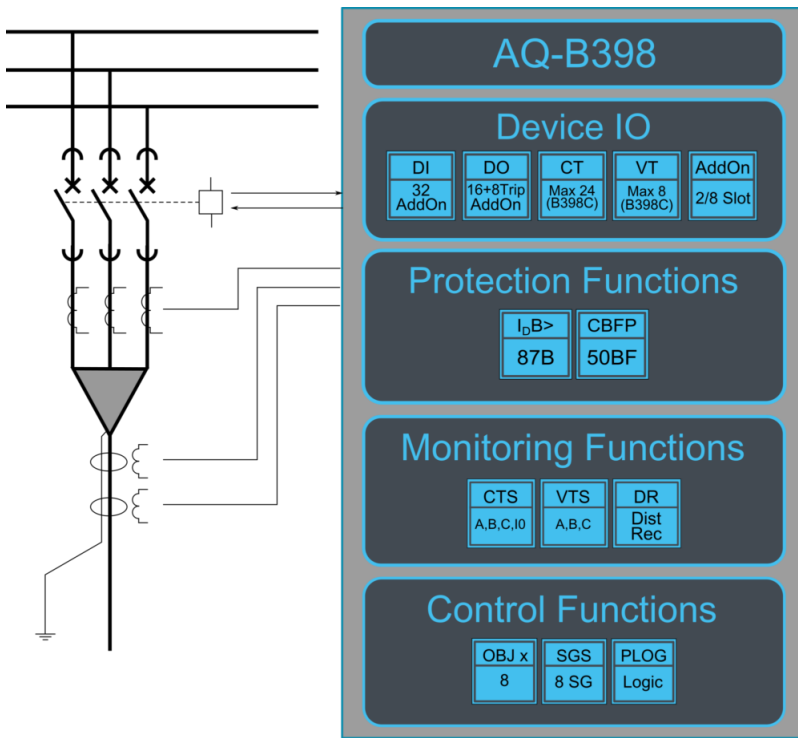 AQ-B398
Device IO
DI DO CT VT AddOn
32
AddOn
16+8Trip
AddOn
Max 24
(B398C)
Max 8
(B398C)
2/8 Slot
Protection Functions
IDB> CBFP
87B 50BF
Monitoring Functions
CTS VTS DR
A,B,C,I0 A,B,C
Dist
Rec
Control Functions
OBJ x SGS PLOG
8 8 SG Logic